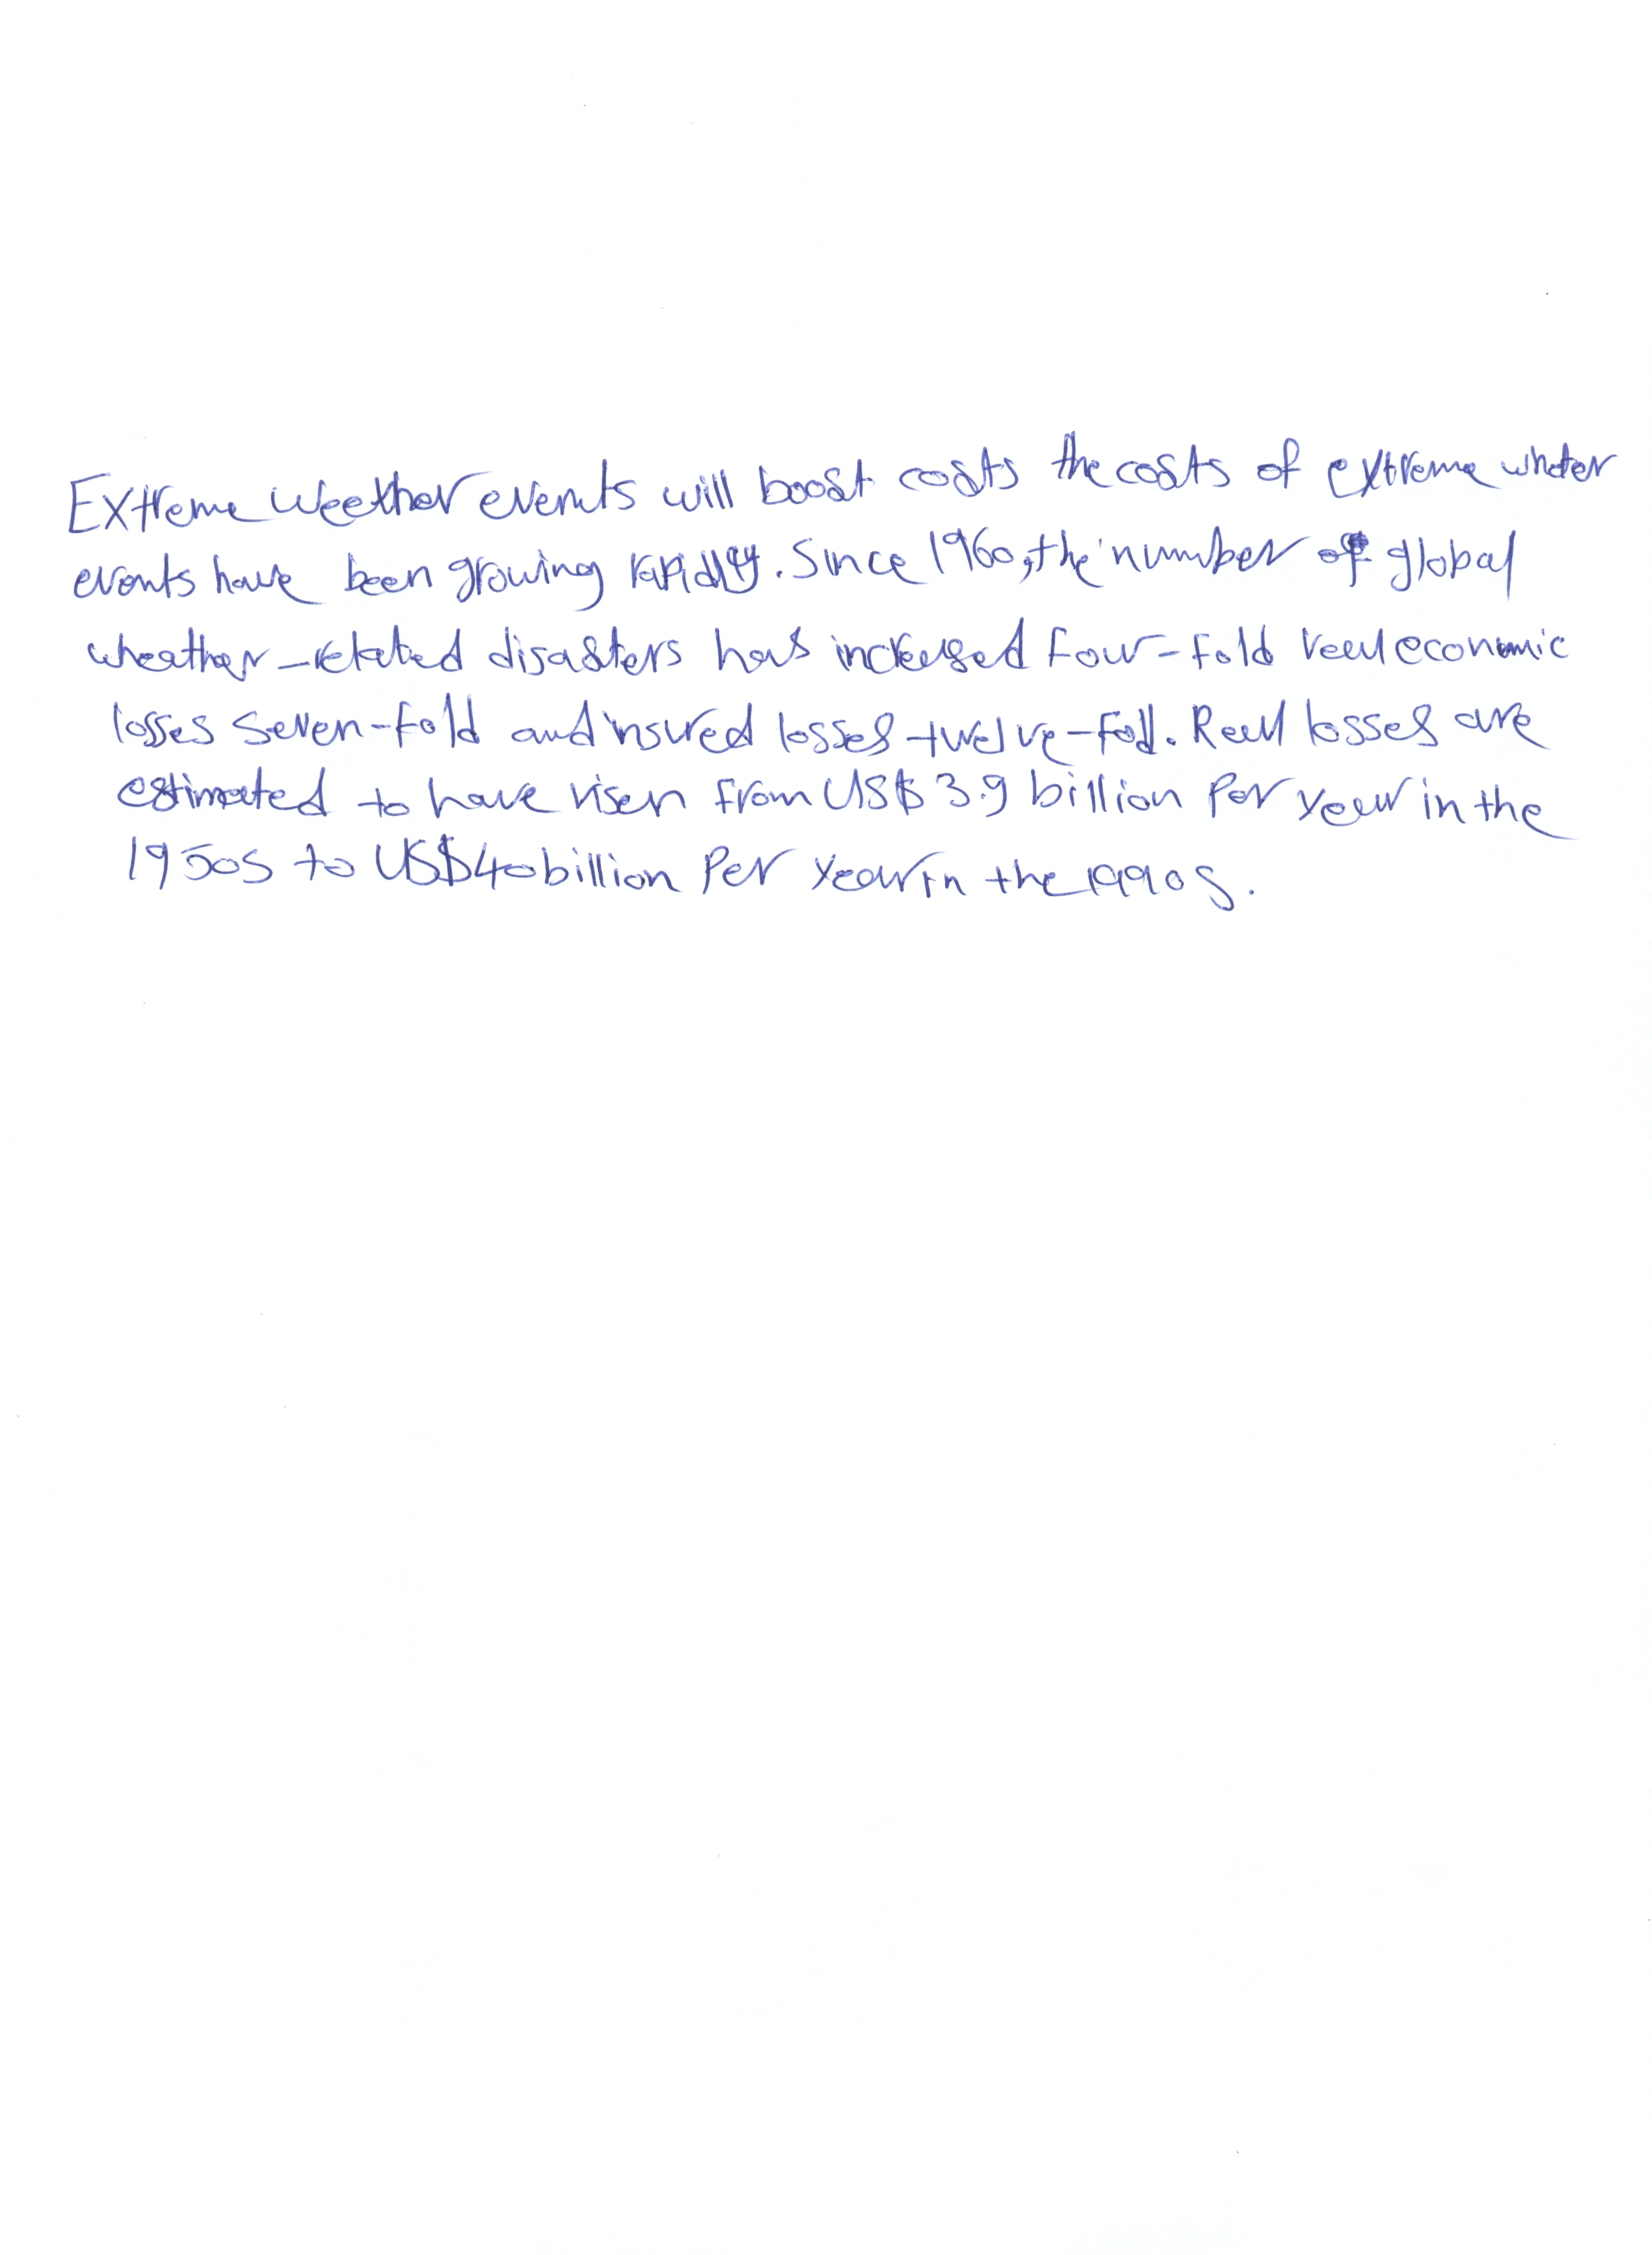 Extreme weather events will boost costs the costs of extreme wheter
events have been growing rapidly. Since 1960, the number of global
wheather-related disasters has increased four-fold real economic
losses seven-fold and insured losses twelve-fold. Real losses are
estimated to have risen from US$ 3.9 billion Per year in the
1950s to US$40 billion Per year in the 1990s.